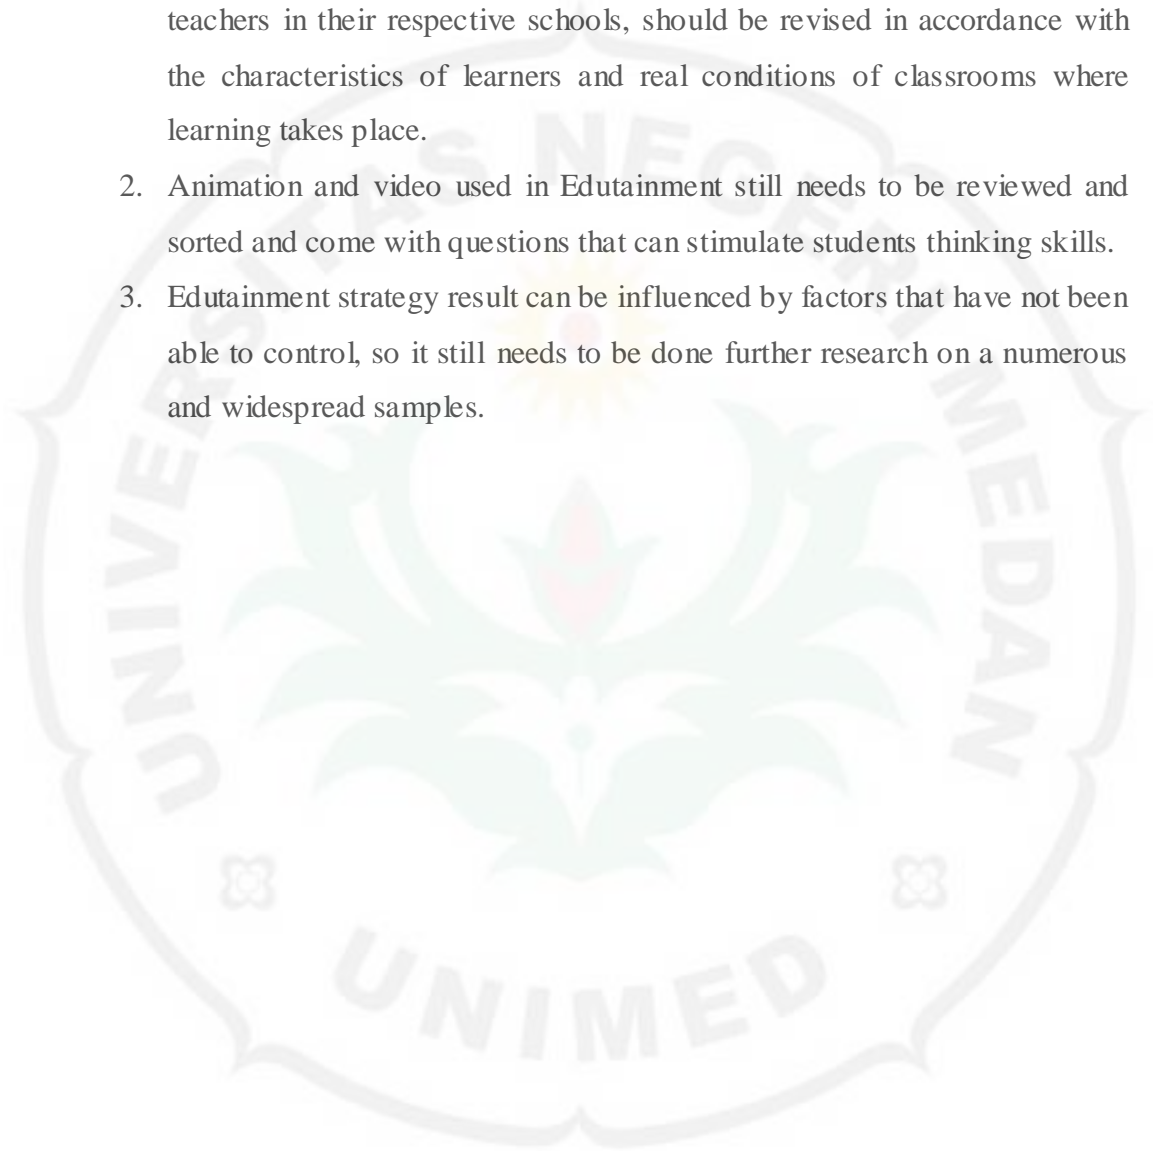 teachers in their respective schools, should be revised in accordance with
the characteristics of learners and real conditions of classrooms where
learning takes place.
2. Animation and video used in Edutainment still needs to be reviewed and
sorted and come with questions that can stimulate students thinking skills.
3. Edutainment strategy result can be influenced by factors that have not been
able to control, so it still needs to be done further research on a numerous
and widespread samples.
UNIVERSITAS NEGERI MEDAN
UNIMED